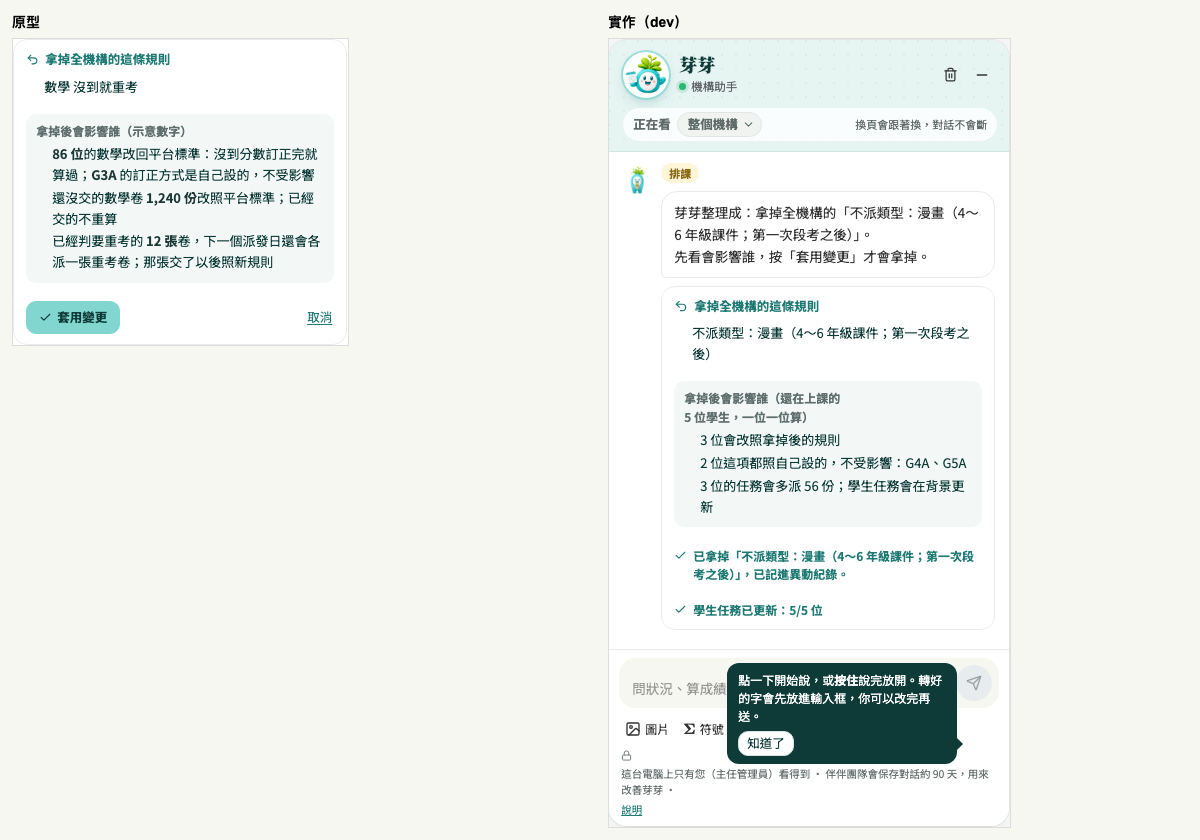 原型
拿掉全機構的這條規則
數學 沒到就重考
拿掉後會影響誰（示意數字）
86 位的數學改回平台標準：沒到分數訂正完就
算過；G3A 的訂正方式是自己設的，不受影響
還沒交的數學卷 1,240 份改照平台標準；已經
交的不重算
已經判要重考的 12 張卷，下一個派發日還會各
派一張重考卷；那張交了以後照新規則
套用變更
取消
實作（dev）
芽芽
機構助手
正在看
整個機構
換頁會跟著換，對話不會斷
排課
芽芽整理成：拿掉全機構的「不派類型：漫畫（4～
6 年級課件；第一次段考之後）」。
先看會影響誰，按「套用變更」才會拿掉。
拿掉全機構的這條規則
不派類型：漫畫（4～6 年級課件；第一次段考之
後）
拿掉後會影響誰（還在上課的
5 位學生，一位一位算）
3 位會改照拿掉後的規則
2 位這項都照自己設的，不受影響：G4A、G5A
3 位的任務會多派 56 份；學生任務會在背景更
新
已拿掉「不派類型：漫畫（4～6 年級課件；第一次段
考之後）」，已記進異動紀錄。
學生任務已更新：5/5 位
問狀況、算成績
點一下開始說，或按住說完放開。轉好
的字會先放進輸入框，你可以改完再
送。
知道了
圖片
Σ 符號
這台電腦上只有您（主任管理員）看得到 · 伴伴團隊會保存對話約 90 天，用來
改善芽芽 ·
說明